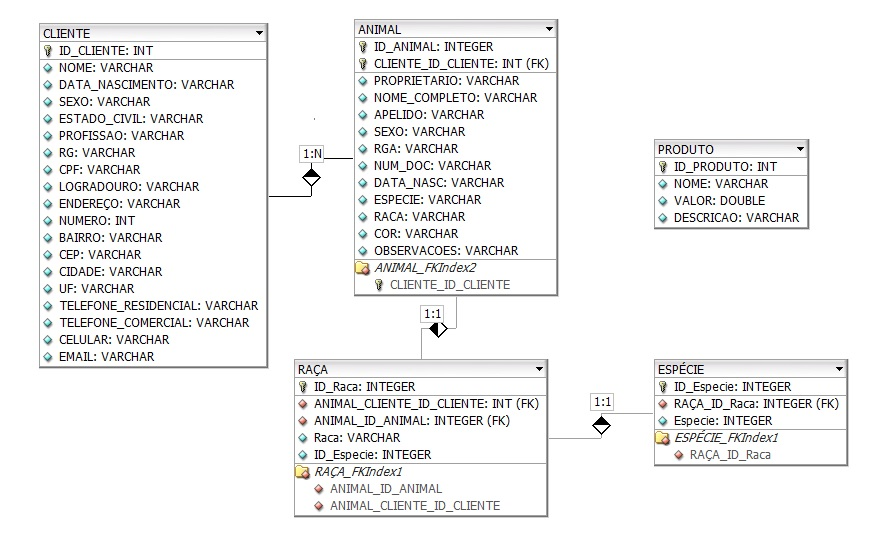 CLIENTE
ID_CLIENTE: INT
NOME: VARCHAR
DATA_NASCIMENTO: VARCHAR
SEXO: VARCHAR
ESTADO_CIVIL: VARCHAR
PROFISSAO: VARCHAR
RG: VARCHAR
CPF: VARCHAR
LOGRADOURO: VARCHAR
ENDEREÇO: VARCHAR
NUMERO: INT
BAIRRO: VARCHAR
CEP: VARCHAR
CIDADE: VARCHAR
UF: VARCHAR
TELEFONE_RESIDENCIAL: VARCHAR
TELEFONE_COMERCIAL: VARCHAR
CELULAR: VARCHAR
EMAIL: VARCHAR
1:N
ANIMAL
ID_ANIMAL: INTEGER
CLIENTE_ID_CLIENTE: INT (FK)
PROPRIETARIO: VARCHAR
NOME_COMPLETO: VARCHAR
APELIDO: VARCHAR
SEXO: VARCHAR
RGA: VARCHAR
NUM_DOC: VARCHAR
DATA_NASC: VARCHAR
ESPECIE: VARCHAR
RACA: VARCHAR
COR: VARCHAR
OBSERVACOES: VARCHAR
ANIMAL_FKIndex2
CLIENTE_ID_CLIENTE
PRODUTO
ID_PRODUTO: INT
NOME: VARCHAR
VALOR: DOUBLE
DESCRICAO: VARCHAR
1:1
RAÇA
ID_Raca: INTEGER
ANIMAL_CLIENTE_ID_CLIENTE: INT (FK)
ANIMAL_ID_ANIMAL: INTEGER (FK)
Raca: VARCHAR
ID_Especie: INTEGER
RAÇA_FKIndex1
ANIMAL_ID_ANIMAL
ANIMAL_CLIENTE_ID_CLIENTE
1:1
ESPÉCIE
ID_Especie: INTEGER
RAÇA_ID_Raca: INTEGER (FK)
Especie: INTEGER
ESPÉCIE_FKIndex1
RAÇA_ID_Raca